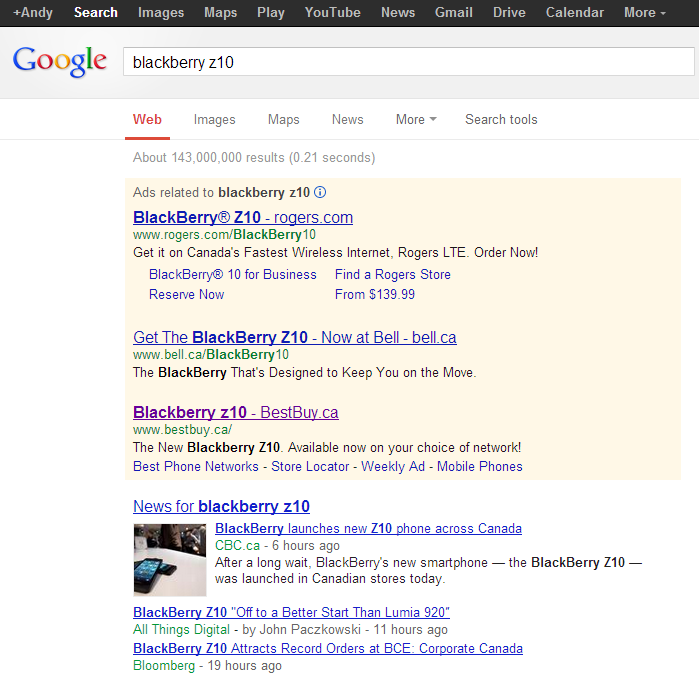 +Andy Search Images Maps Play YouTube News Gmail Drive Calendar More
Google
blackberry z10
Web Images Maps News More Search tools
About 143,000,000 results (0.21 seconds)
Ads related to blackberry z10
BlackBerry® Z10 - rogers.com
www.rogers.com/BlackBerry10
Get it on Canada's Fastest Wireless Internet, Rogers LTE. Order Now!
BlackBerry® 10 for Business Find a Rogers Store
Reserve Now From $139.99
Get The BlackBerry Z10 - Now at Bell - bell.ca
www.bell.ca/BlackBerry10
The BlackBerry That's Designed to Keep You on the Move.
Blackberry z10 - BestBuy.ca
www.bestbuy.ca/
The New Blackberry Z10. Available now on your choice of network!
Best Phone Networks - Store Locator - Weekly Ad - Mobile Phones
News for blackberry z10
BlackBerry launches new Z10 phone across Canada
CBC.ca - 6 hours ago
After a long wait, BlackBerry's new smartphone — the BlackBerry Z10 —
was launched in Canadian stores today.
BlackBerry Z10 "Off to a Better Start Than Lumia 920"
All Things Digital - by John Paczkowski - 11 hours ago
BlackBerry Z10 Attracts Record Orders at BCE: Corporate Canada
Bloomberg - 19 hours ago